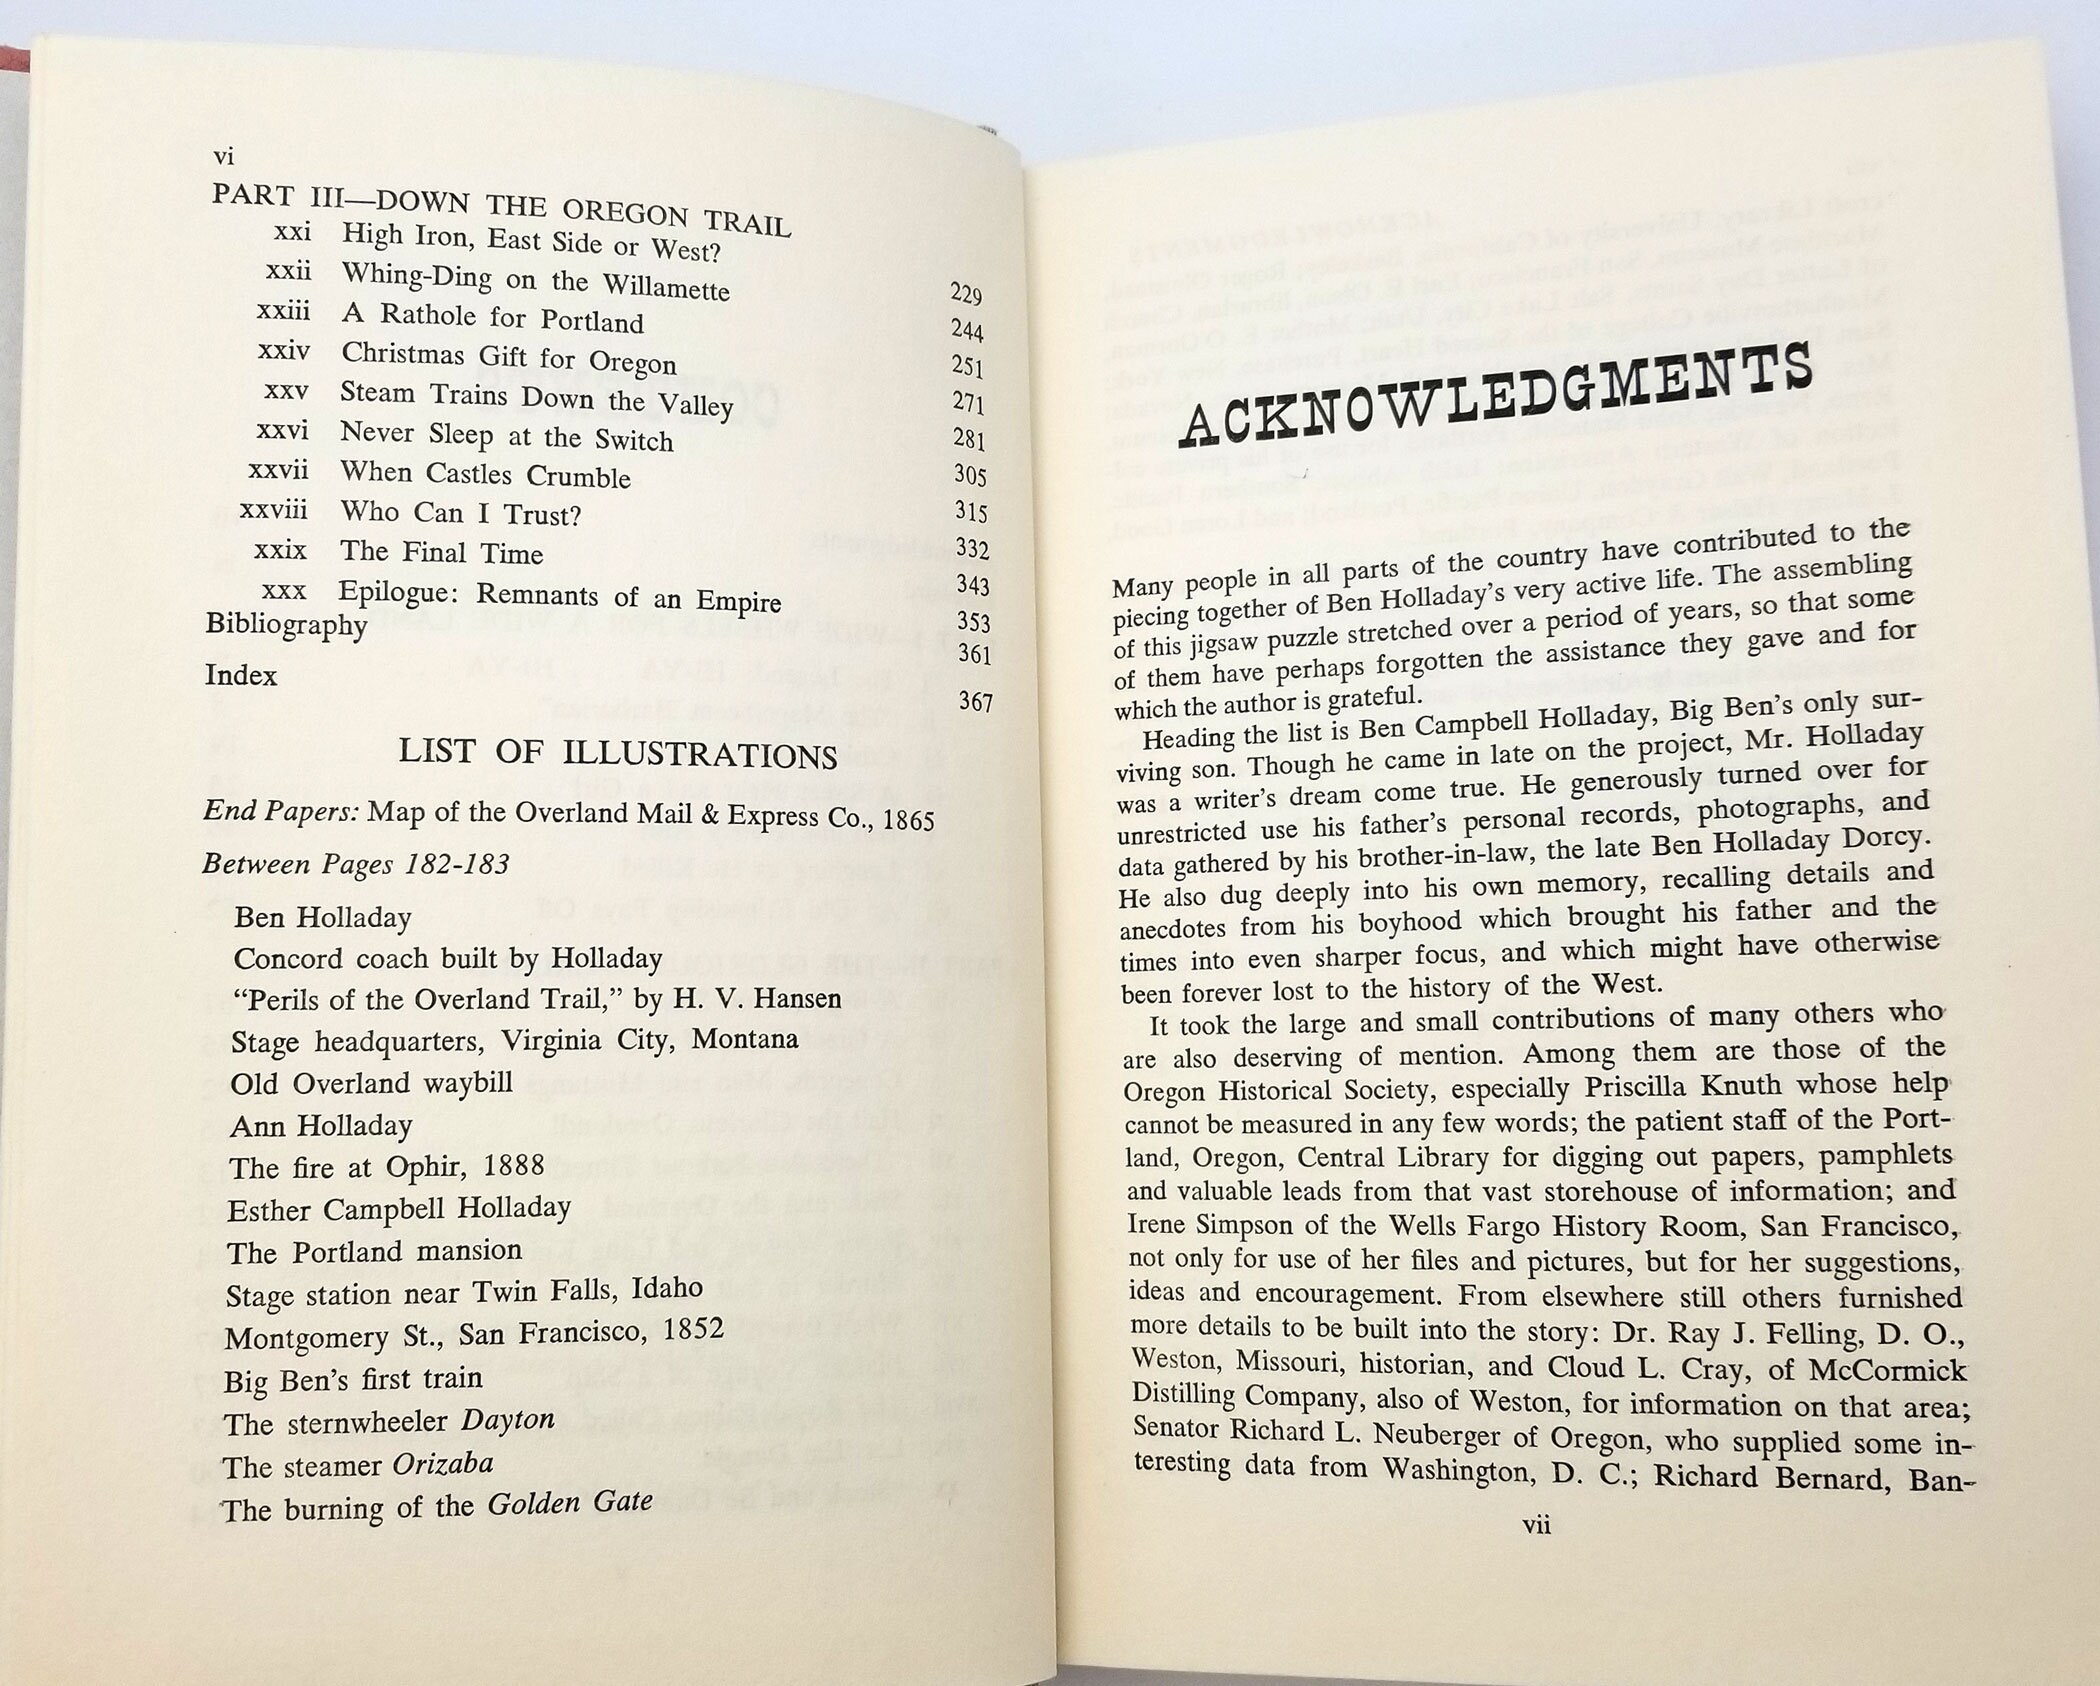 vi
PART III—DOWN THE OREGON TRAIL
xxi High Iron, East Side or West? 229
xxii Whing-Ding on the Willamette 244
xxiii A Rathole for Portland 251
xxiv Christmas Gift for Oregon 271
xxv Steam Trains Down the Valley 281
xxvi Never Sleep at the Switch 305
xxvii When Castles Crumble 315
xxviii Who Can I Trust? 332
xxix The Final Time 343
xxx Epilogue: Remnants of an Empire 353
Bibliography 361
Index 367
LIST OF ILLUSTRATIONS
End Papers: Map of the Overland Mail & Express Co., 1865
Between Pages 182-183
Ben Holladay
Concord coach built by Holladay
“Perils of the Overland Trail,” by H. V. Hansen
Stage headquarters, Virginia City, Montana
Old Overland waybill
Ann Holladay
The fire at Ophir, 1888
Esther Campbell Holladay
The Portland mansion
Stage station near Twin Falls, Idaho
Montgomery St., San Francisco, 1852
Big Ben’s first train
The sternwheeler Dayton
The steamer Orizaba
The burning of the Golden Gate
ACKNOWLEDGMENTS
Many people in all parts of the country have contributed to the
piecing together of Ben Holladay’s very active life. The assembling
of this jigsaw puzzle stretched over a period of years, so that some
of them have perhaps forgotten the assistance they gave and for
which the author is grateful.
Heading the list is Ben Campbell Holladay, Big Ben’s only sur-
viving son. Though he came in late on the project, Mr. Holladay
was a writer’s dream come true. He generously turned over for
unrestricted use his father’s personal records, photographs, and
data gathered by his brother-in-law, the late Ben Holladay Dorcy.
He also dug deeply into his own memory, recalling details and
anecdotes from his boyhood which brought his father and the
times into even sharper focus, and which might have otherwise
been forever lost to the history of the West.
It took the large and small contributions of many others who
are also deserving of mention. Among them are those of the
Oregon Historical Society, especially Priscilla Knuth whose help
cannot be measured in any few words; the patient staff of the Port-
land, Oregon, Central Library for digging out papers, pamphlets
and valuable leads from that vast storehouse of information; and
Irene Simpson of the Wells Fargo History Room, San Francisco,
not only for use of her files and pictures, but for her suggestions,
ideas and encouragement. From elsewhere still others furnished
more details to be built into the story: Dr. Ray J. Felling, D. O.,
Weston, Missouri, historian, and Cloud L. Cray, of McCormick
Distilling Company, also of Weston, for information on that area;
Senator Richard L. Neuberger of Oregon, who supplied some in-
teresting data from Washington, D. C.; Richard Bernard, Ban-
vii